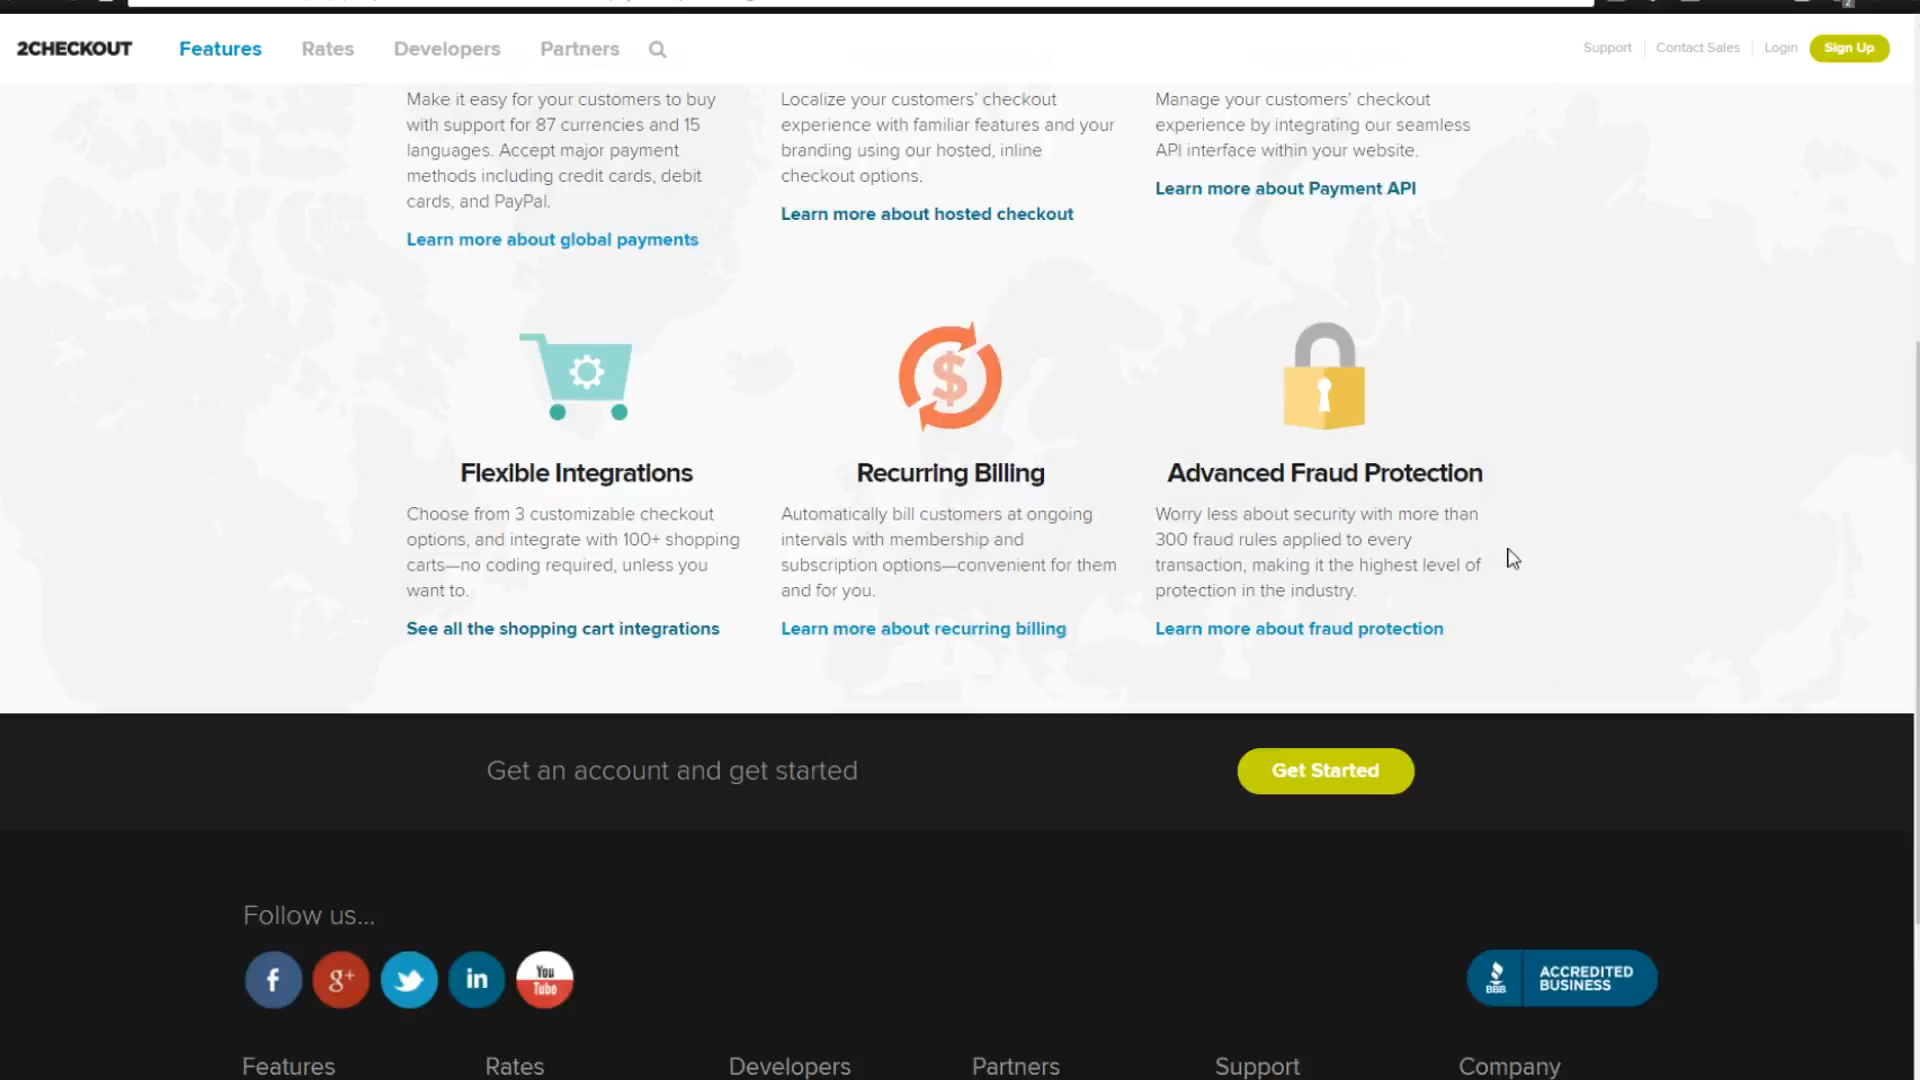 2CHECKOUT
Features
Rates
Developers
Partners
Support
Contact Sales
Login
Sign Up
Make it easy for your customers to buy
with support for 87 currencies and 15
languages. Accept major payment
methods including credit cards, debit
cards, and PayPal.
Learn more about global payments
Localize your customers’ checkout
experience with familiar features and your
branding using our hosted, inline
checkout options.
Learn more about hosted checkout
Manage your customers’ checkout
experience by integrating our seamless
API interface within your website.
Learn more about Payment API
$
Flexible Integrations
Choose from 3 customizable checkout
options, and integrate with 100+ shopping
carts—no coding required, unless you
want to.
See all the shopping cart integrations
Recurring Billing
Automatically bill customers at ongoing
intervals with membership and
subscription options—convenient for them
and for you.
Learn more about recurring billing
Advanced Fraud Protection
Worry less about security with more than
300 fraud rules applied to every
transaction, making it the highest level of
protection in the industry.
Learn more about fraud protection
Get an account and get started
Get Started
Follow us...
f
g+
in
You
Tube
BBB
ACCREDITED
BUSINESS
Features
Rates
Developers
Partners
Support
Company